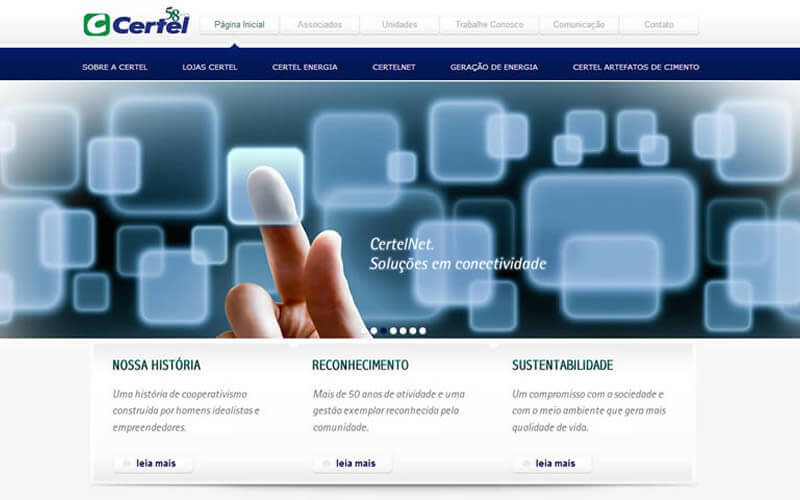 58
Certel
Página Inicial
Associados
Unidades
Trabalhe Conosco
Comunicação
Contato
SOBRE A CERTEL
LOJAS CERTEL
CERTEL ENERGIA
CERTELNET
GERAÇÃO DE ENERGIA
CERTEL ARTEFATOS DE CIMENTO
CertelNet.
Soluções em conectividade
NOSSA HISTÓRIA
Uma história de cooperativismo
construída por homens idealistas e
empreendedores.
leia mais
RECONHECIMENTO
Mais de 50 anos de atividade e uma
gestão exemplar reconhecida pela
comunidade.
leia mais
SUSTENTABILIDADE
Um compromisso com a sociedade e
com o meio ambiente que gera mais
qualidade de vida.
leia mais